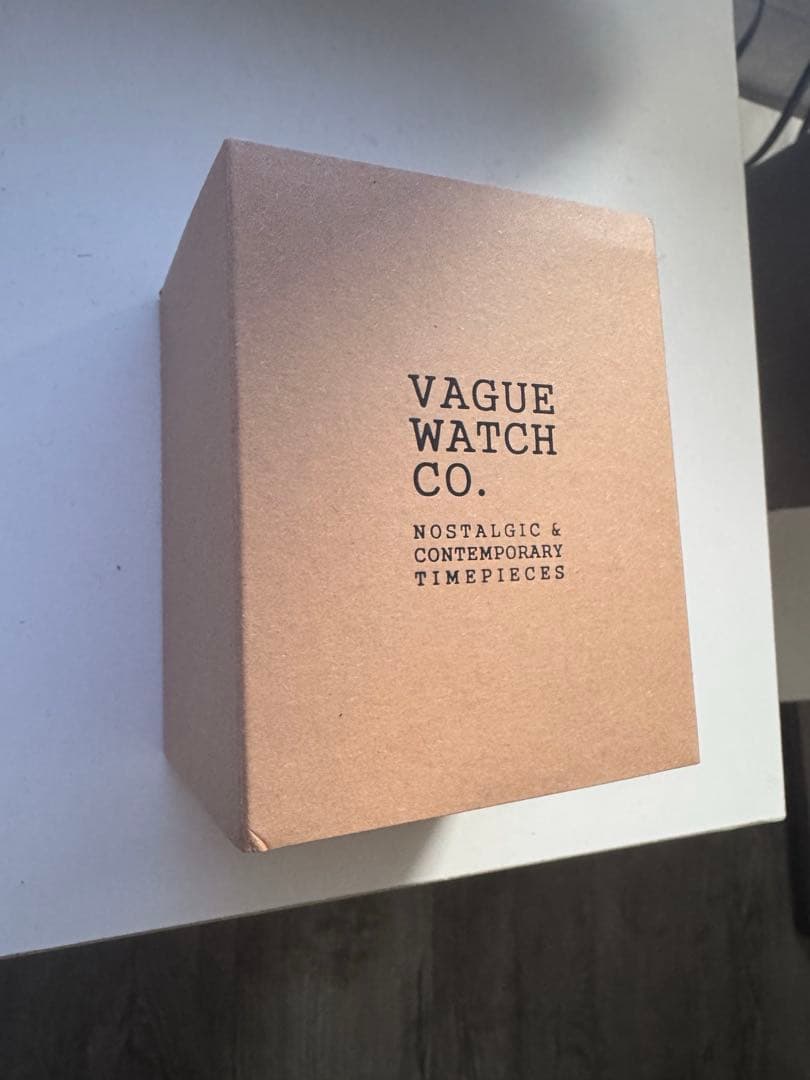 VAGUE
WATCH
CO.
NOSTALGIC &
CONTEMPORARY
TIMEPIECES